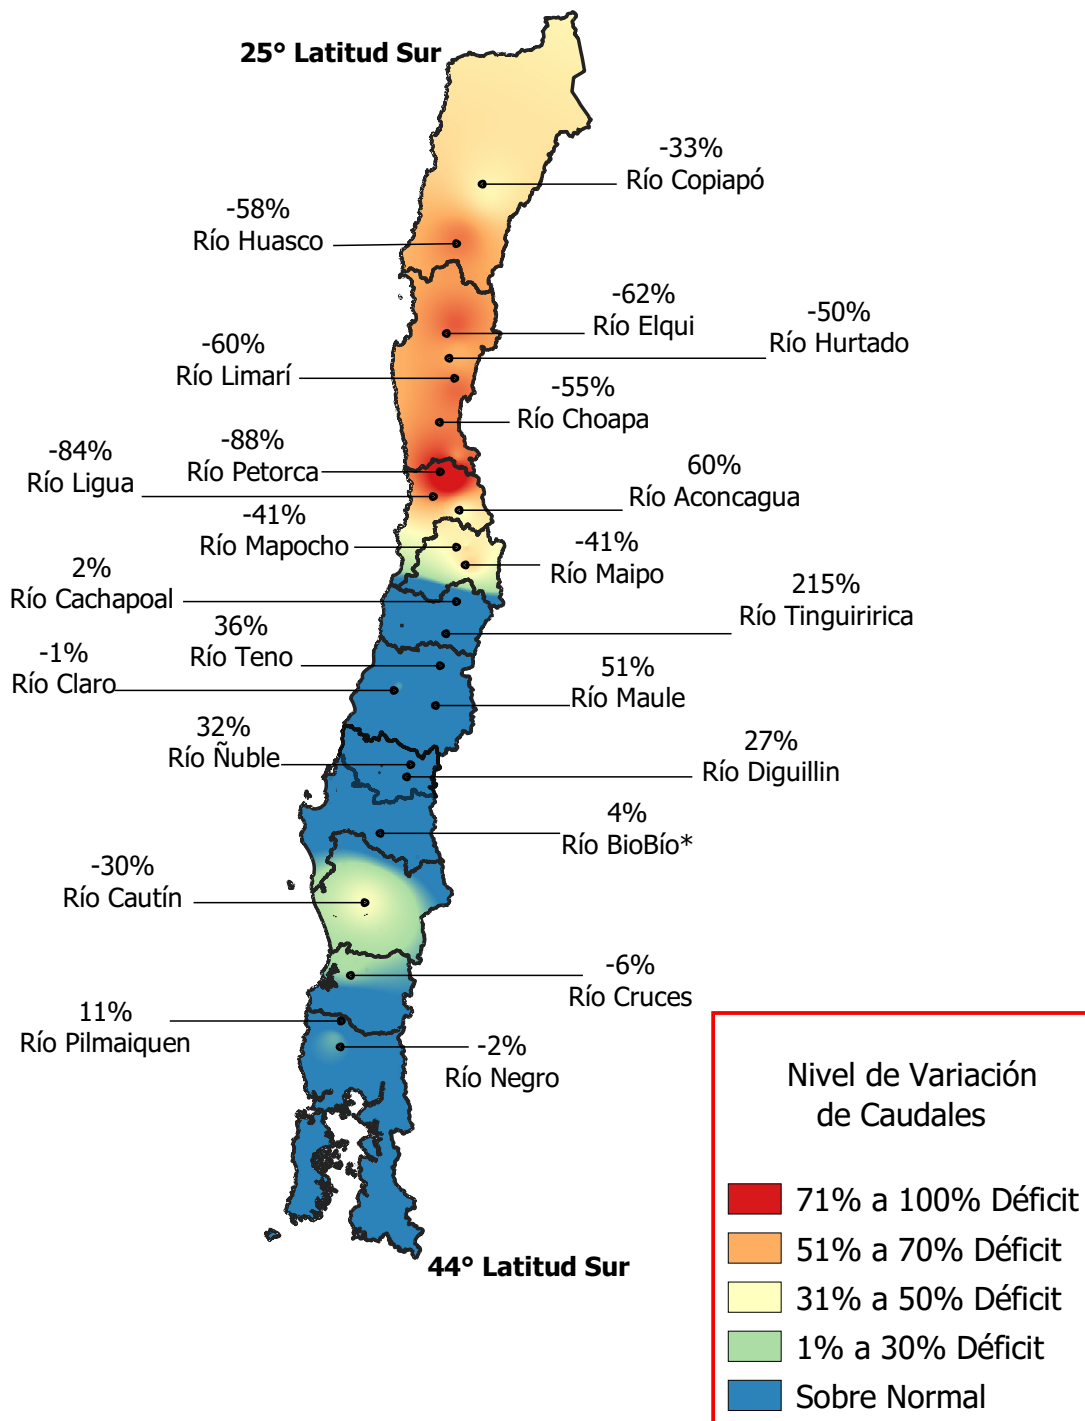 25° Latitud Sur
-33%
Río Copiapó
-58%
Río Huasco
-62%
Río Elqui
-50%
Río Hurtado
-60%
Río Limarí
-55%
Río Choapa
-84%
Río Ligua
-88%
Río Petorca
60%
Río Aconcagua
-41%
Río Mapocho
-41%
Río Maipo
2%
Río Cachapoal
215%
Río Tinguiririca
36%
Río Teno
-1%
Río Claro
51%
Río Maule
32%
Río Ñuble
27%
Río Diguillin
4%
Río BioBío*
-30%
Río Cautín
-6%
Río Cruces
11%
Río Pilmaiquen
-2%
Río Negro
44° Latitud Sur
Nivel de Variación
de Caudales
71% a 100% Déficit
51% a 70% Déficit
31% a 50% Déficit
1% a 30% Déficit
Sobre Normal